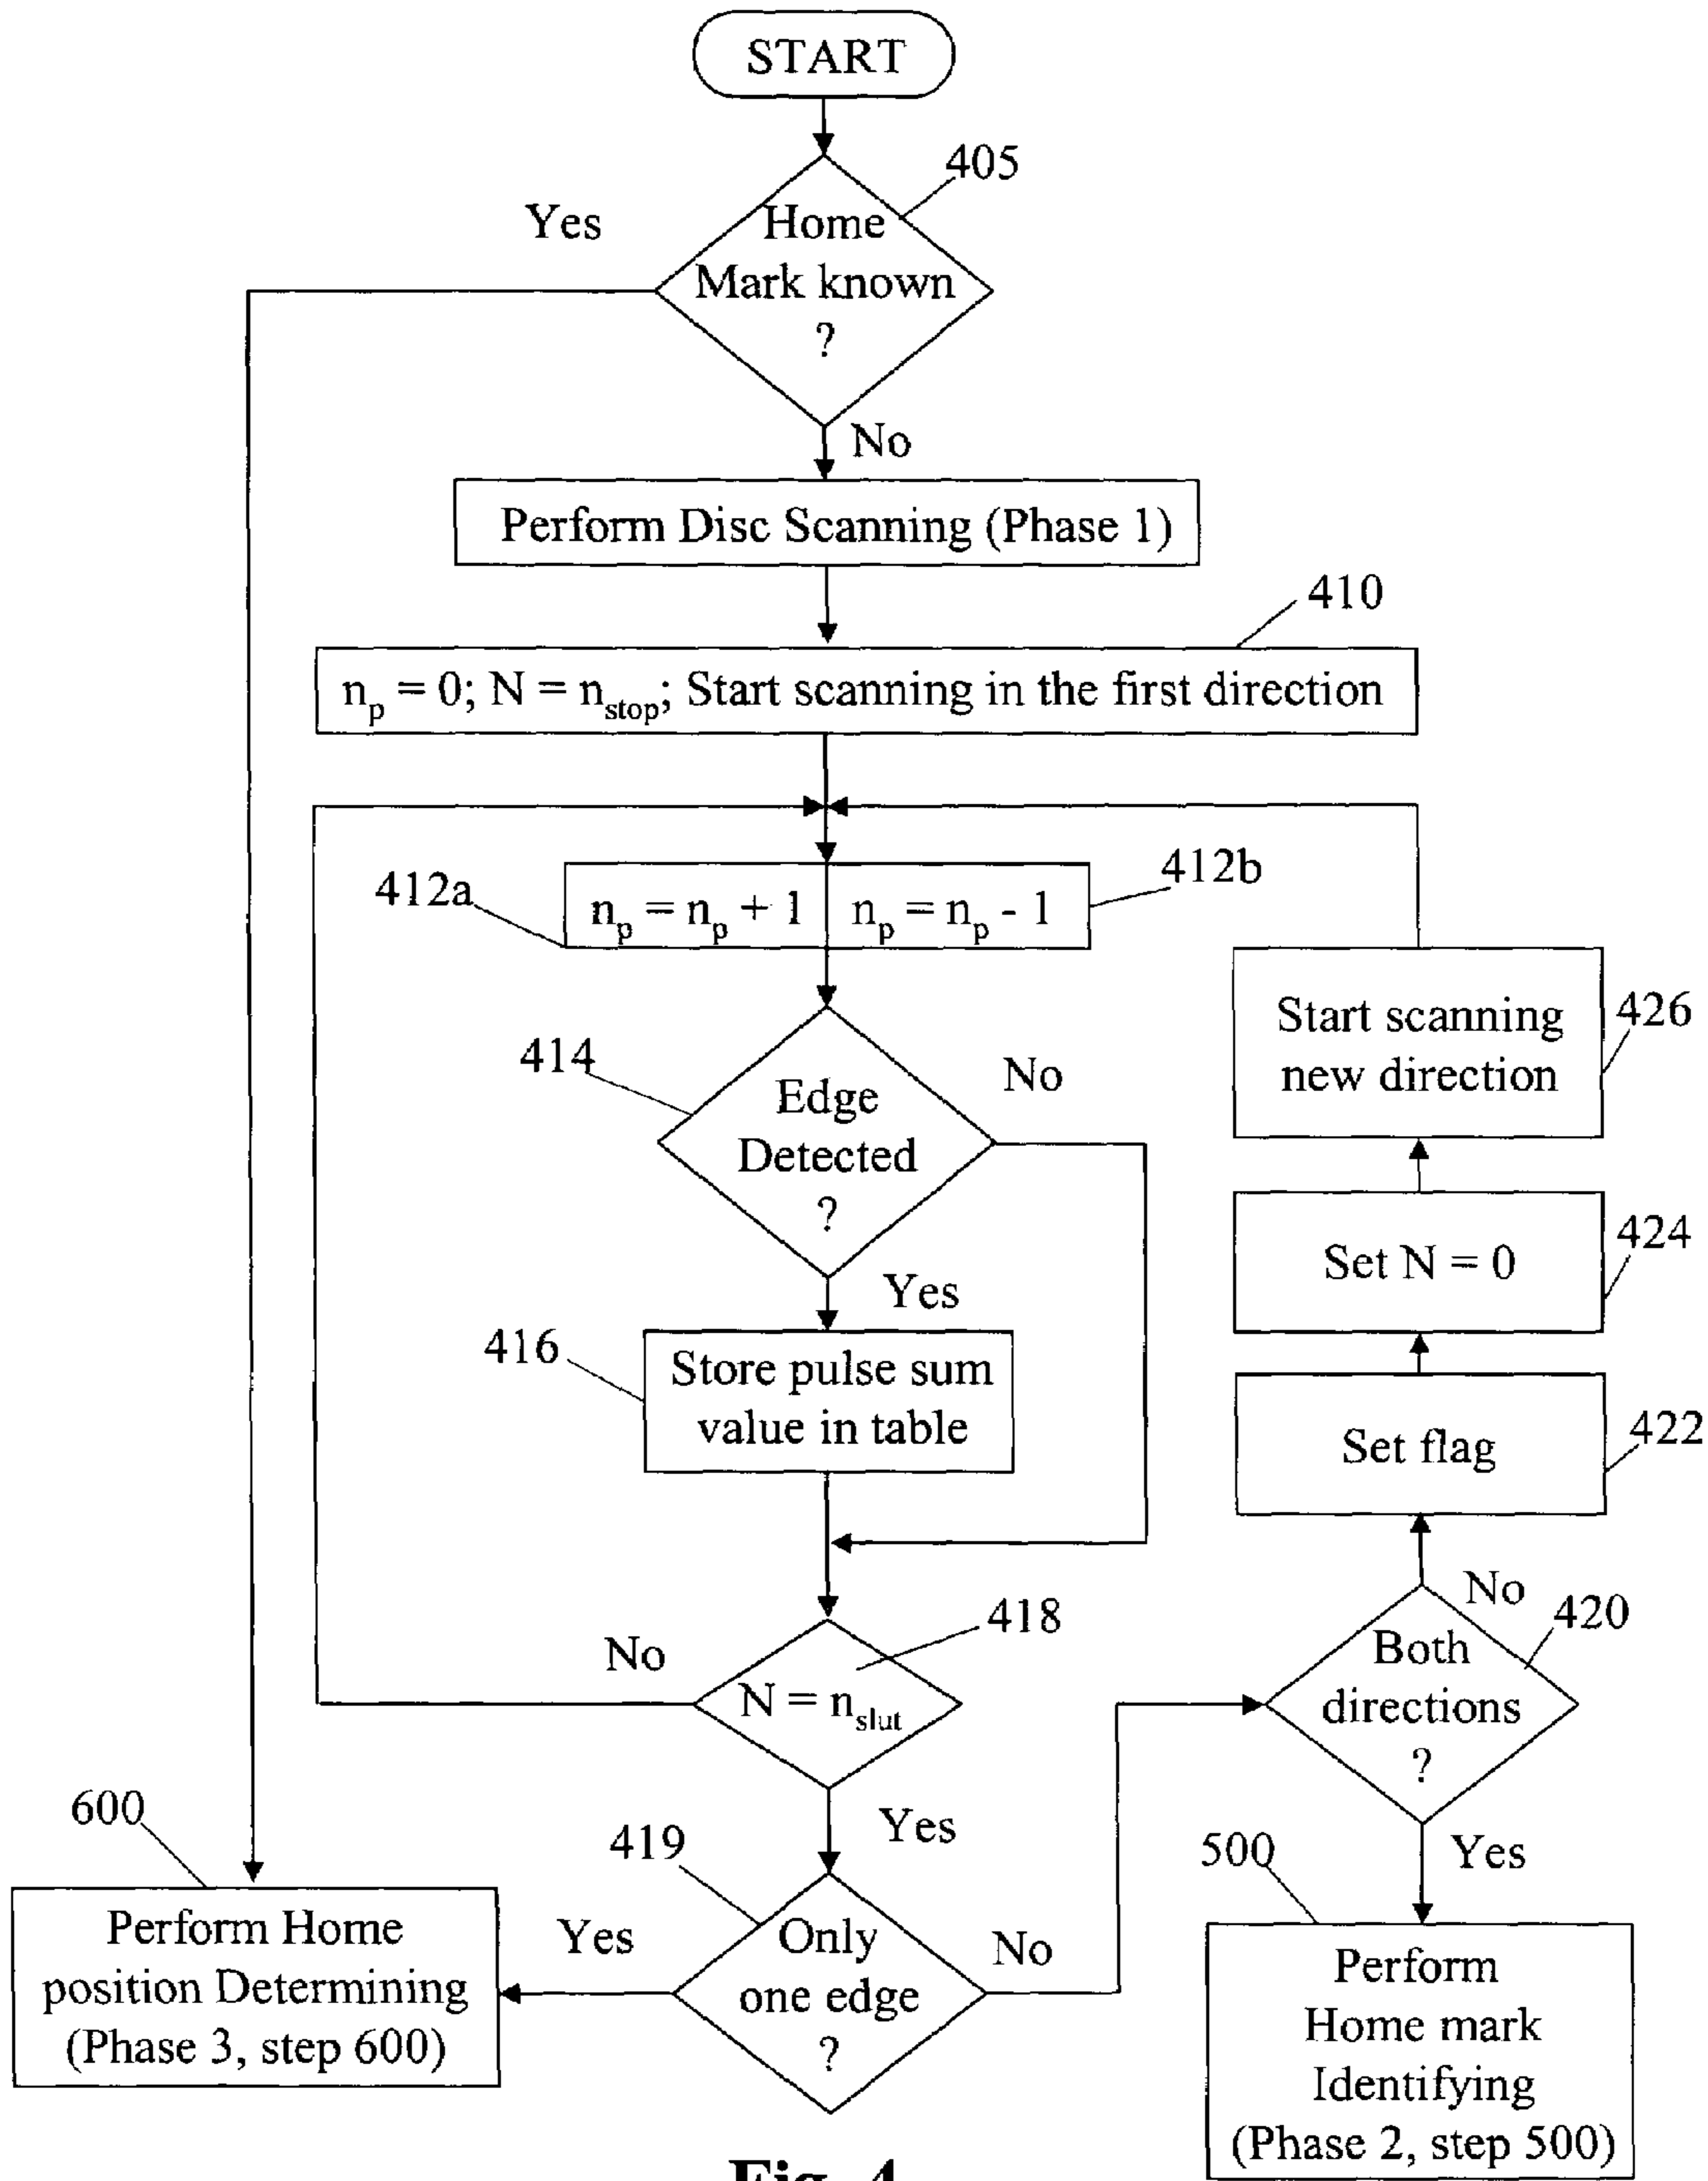 START
405
Yes
Home
Mark known
?
No
Perform Disc Scanning (Phase 1)
410
n_p = 0; N = n_stop; Start scanning in the first direction
412a
n_p = n_p + 1
n_p = n_p - 1
412b
414
Edge
Detected
?
No
Yes
416
Store pulse sum
value in table
Start scanning
new direction
426
Set N = 0
424
Set flag
422
No
420
Both
directions
?
Yes
418
No
N = n_slut
Yes
419
Only
one edge
?
Yes
No
600
Perform Home
position Determining
(Phase 3, step 600)
500
Perform
Home mark
Identifying
(Phase 2, step 500)
Fig. 4